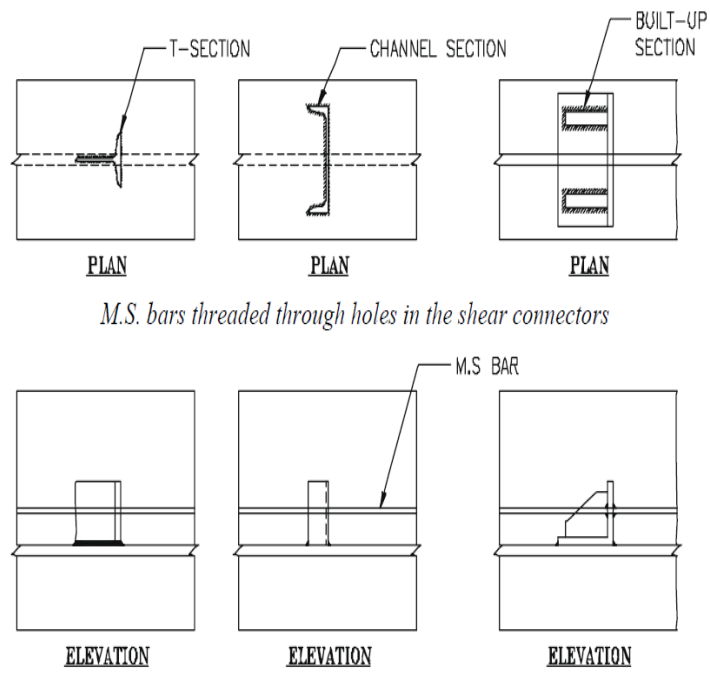 T-SECTION
CHANNEL SECTION
BUILT-UP
SECTION
PLAN
PLAN
PLAN
M.S. bars threaded through holes in the shear connectors
M.S BAR
ELEVATION
ELEVATION
ELEVATION